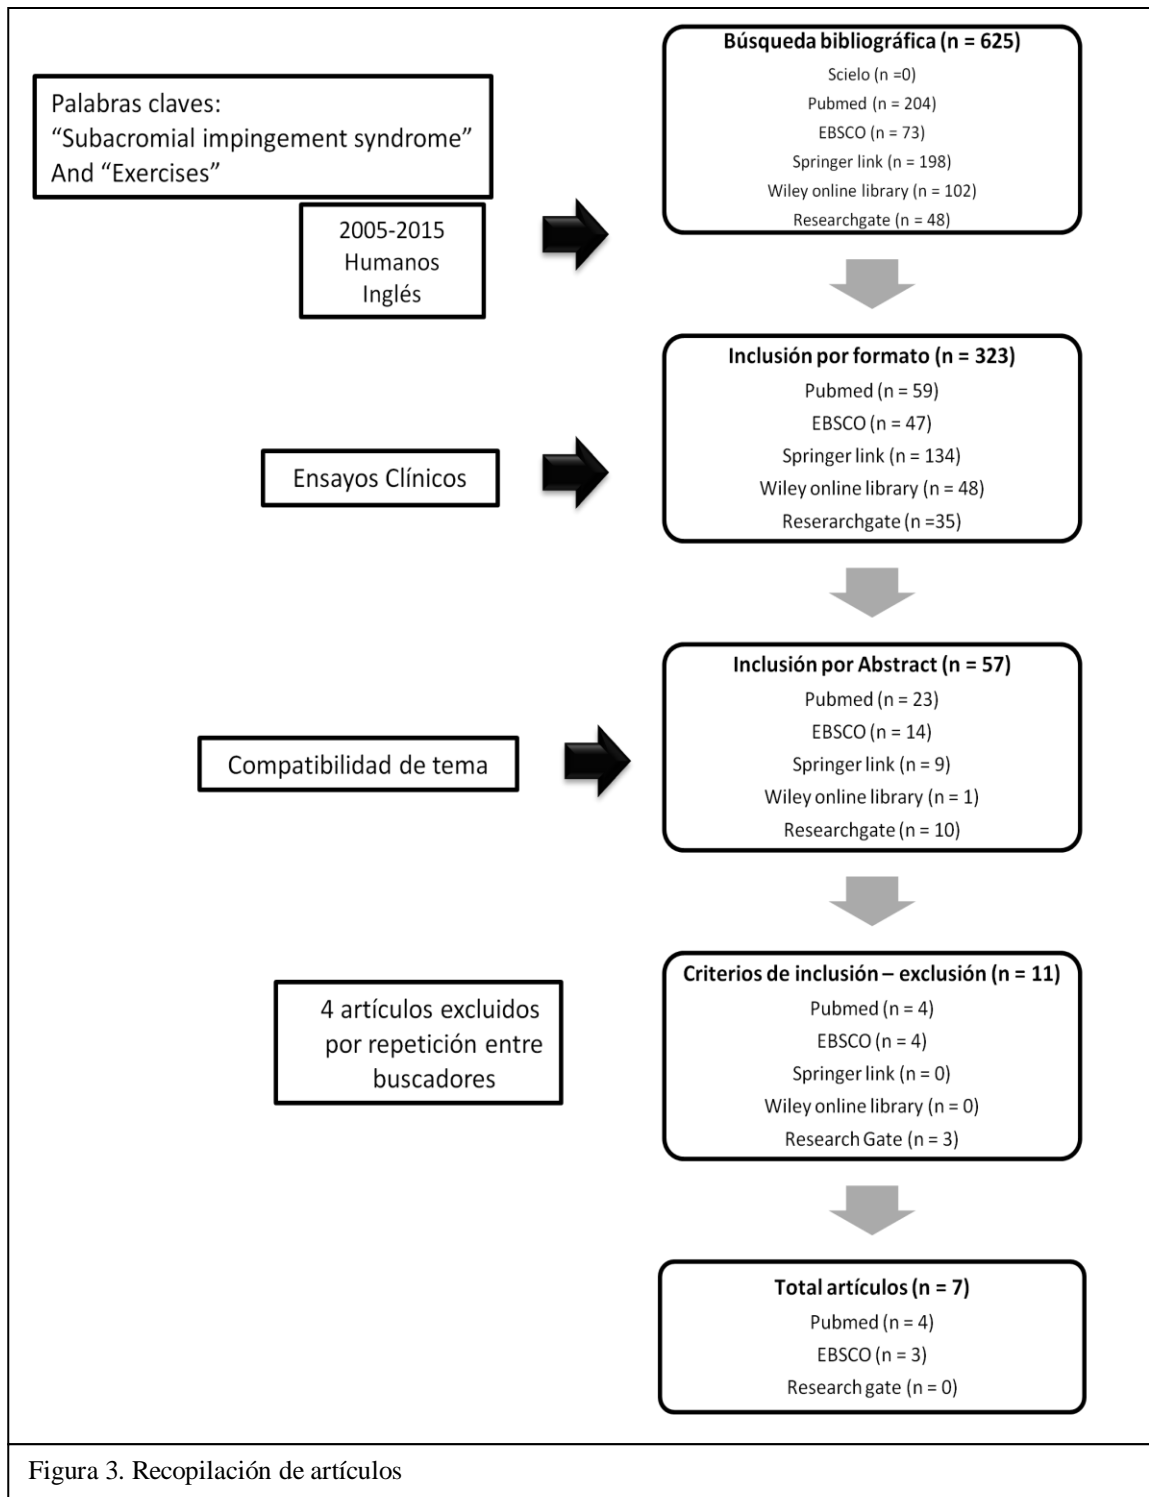 Búsqueda bibliográfica (n = 625)
Scielo (n =0)
Pubmed (n = 204)
EBSCO (n = 73)
Springer link (n = 198)
Wiley online library (n = 102)
Researchgate (n = 48)
Palabras claves:
“Subacromial impingement syndrome”
And “Exercises”
2005-2015
Humanos
Inglés
Inclusión por formato (n = 323)
Pubmed (n = 59)
EBSCO (n = 47)
Springer link (n = 134)
Wiley online library (n = 48)
Reserarchgate (n =35)
Ensayos Clínicos
Inclusión por Abstract (n = 57)
Pubmed (n = 23)
EBSCO (n = 14)
Springer link (n = 9)
Wiley online library (n = 1)
Researchgate (n = 10)
Compatibilidad de tema
Criterios de inclusión – exclusión (n = 11)
Pubmed (n = 4)
EBSCO (n = 4)
Springer link (n = 0)
Wiley online library (n = 0)
Research Gate (n = 3)
4 artículos excluidos
por repetición entre
buscadores
Total artículos (n = 7)
Pubmed (n = 4)
EBSCO (n = 3)
Research gate (n = 0)
Figura 3. Recopilación de artículos